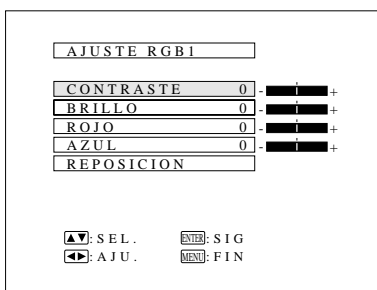 AJUSTE RGB1
CONTRASTE 0 - +
BRILLO 0 - +
ROJO 0 - +
AZUL 0 - +
REPOSICION
▲▼:SEL. ENTER:SIG
◀▶:AJU. MENU:FIN